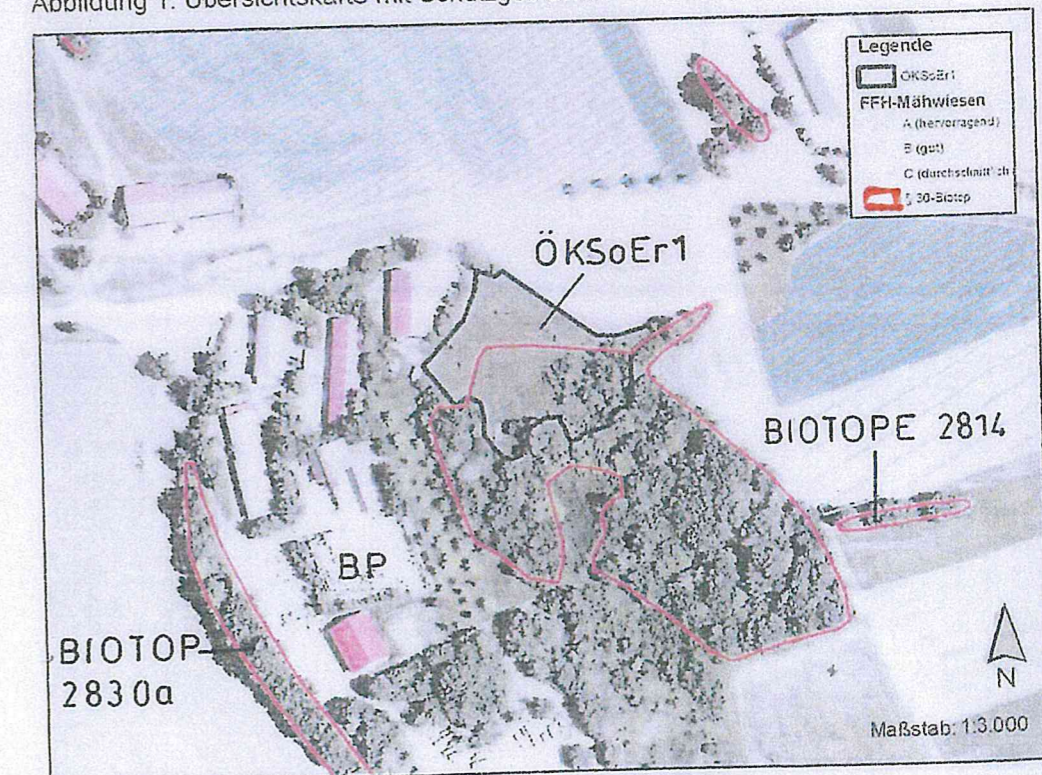 Abbildung 1: Übersichtskarte mit
Legende
ÖKSoEr1
FFH-Mähwiesen
A (hervorragend)
B (gut)
C (durchschnittlich
§ 30-Biotop
ÖKSoEr1
BIOTOPE 2814
BP
BIOTOP
2830a
N
Maßstab: 1:3.000